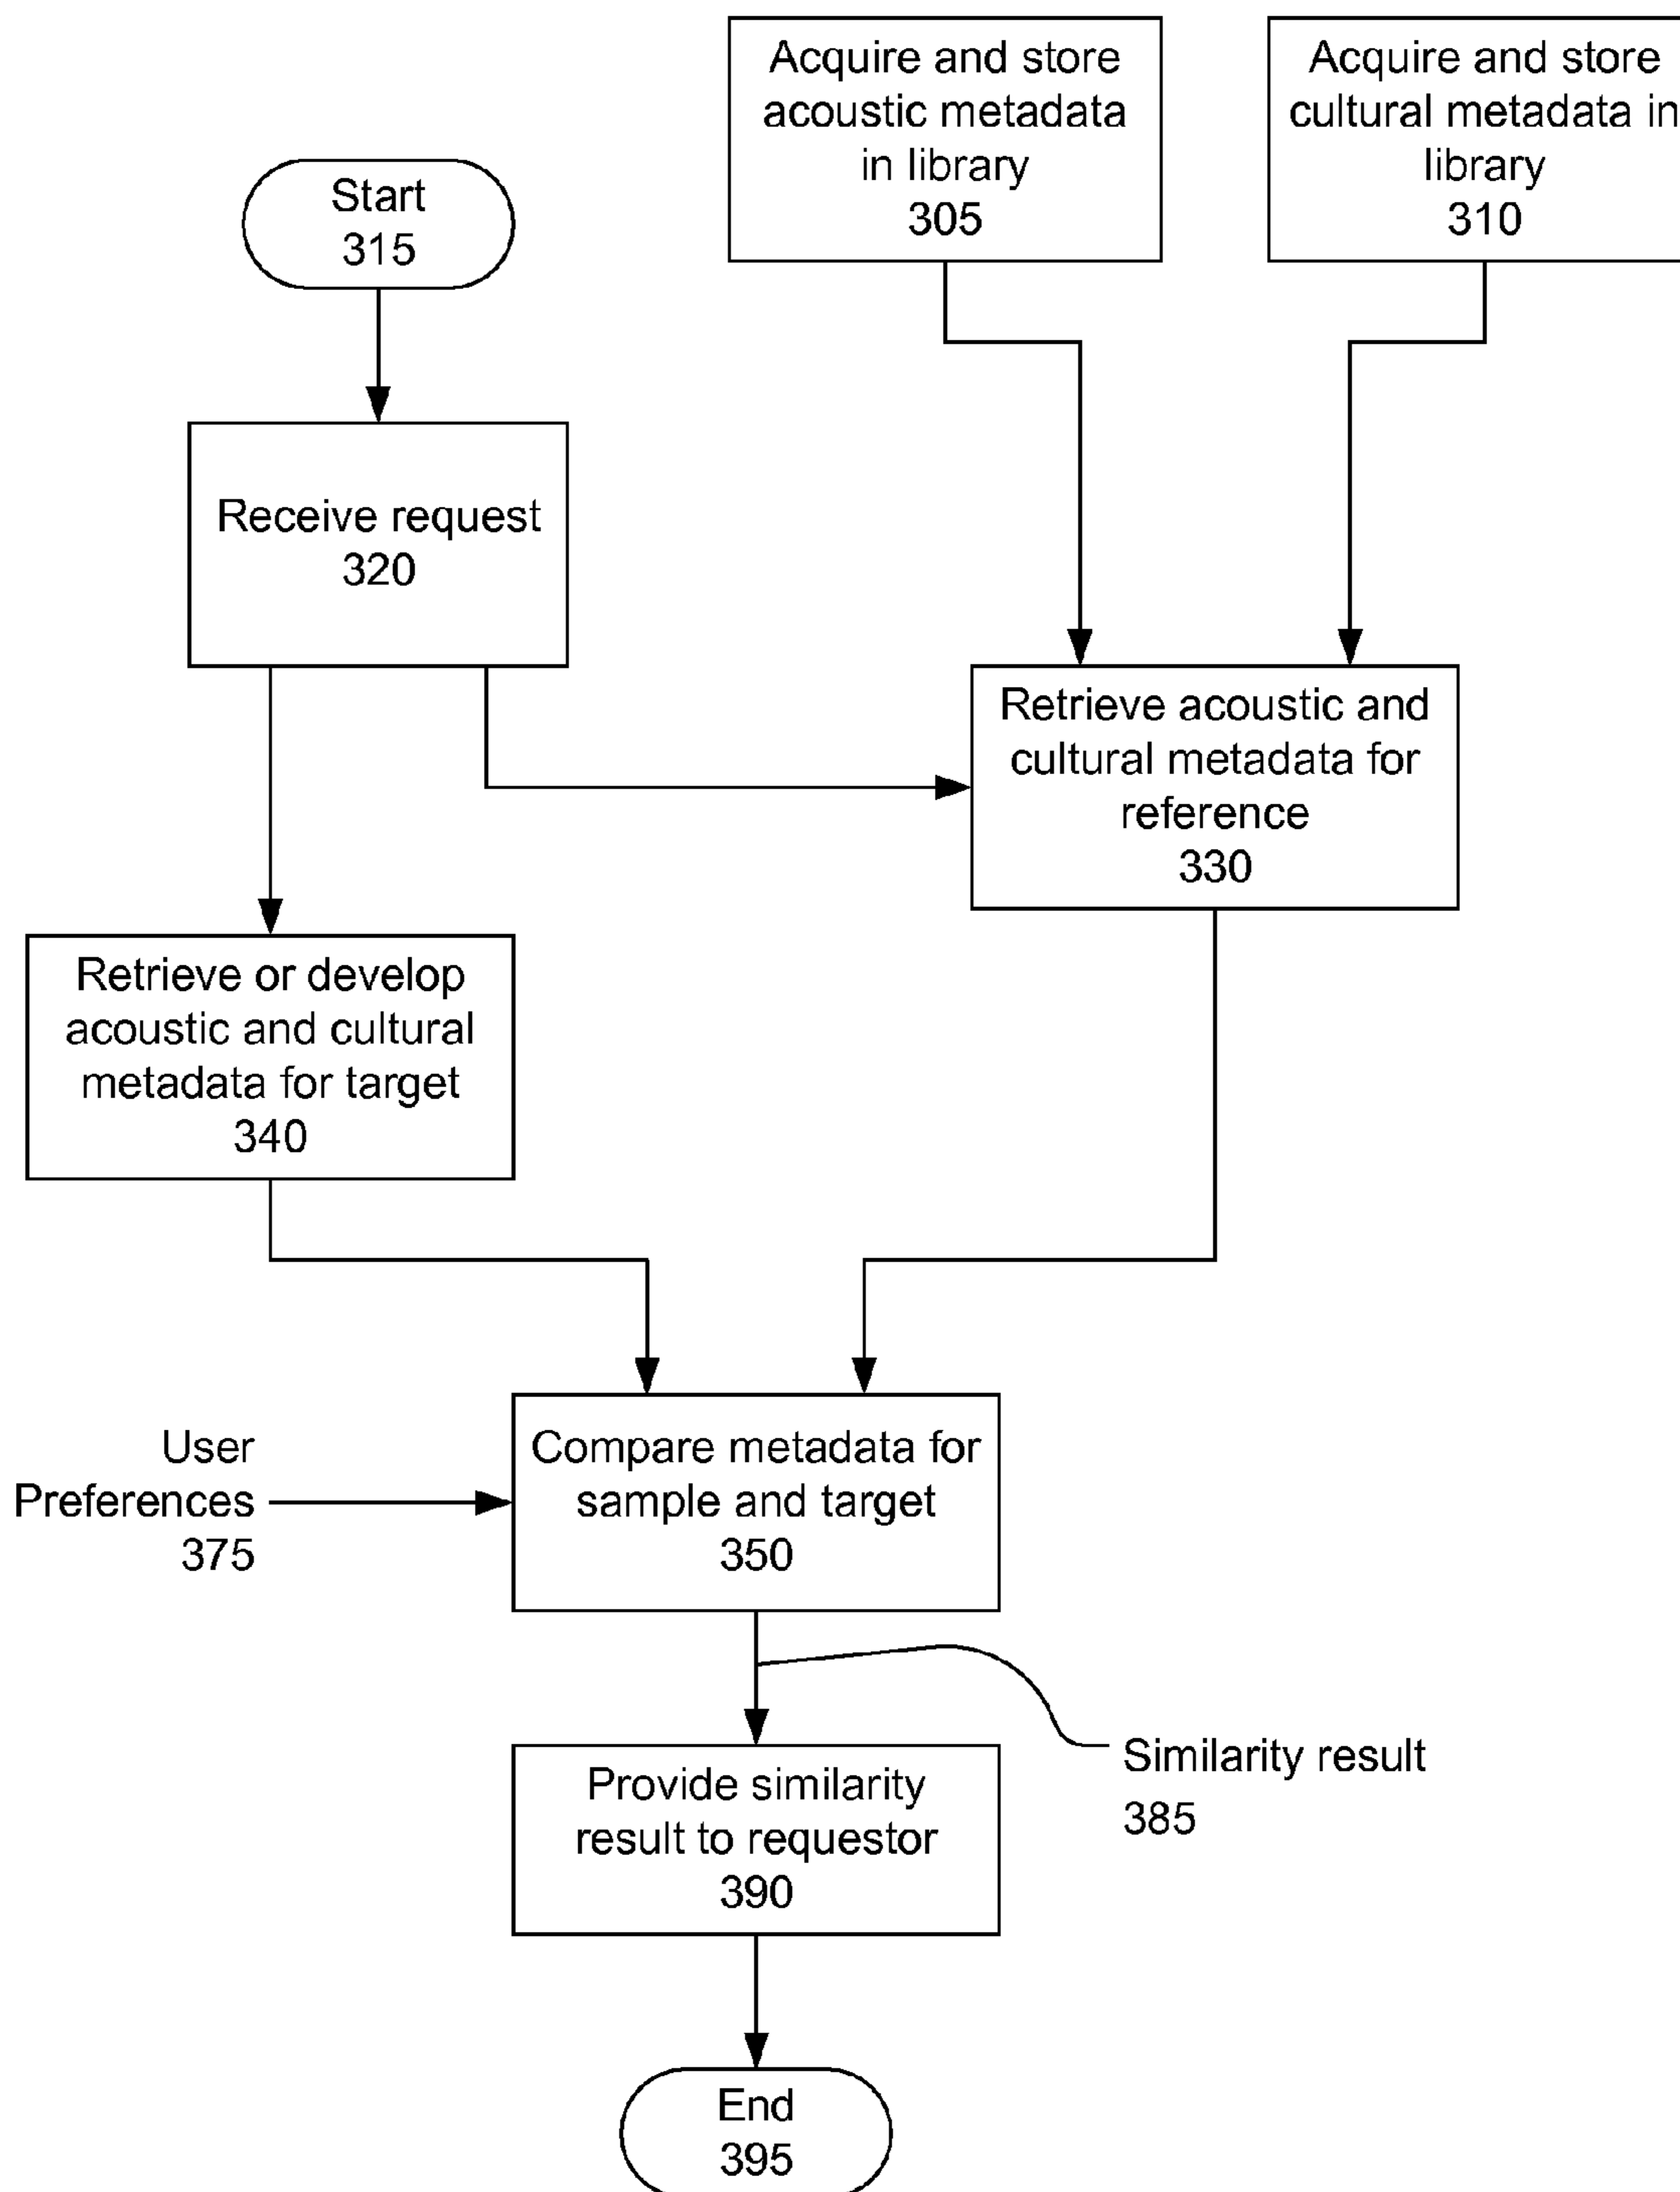 Acquire and store
acoustic metadata
in library
305
Acquire and store
cultural metadata in
library
310
Start
315
Receive request
320
Retrieve acoustic and
cultural metadata for
reference
330
Retrieve or develop
acoustic and cultural
metadata for target
340
User
Preferences
375
Compare metadata for
sample and target
350
Similarity result
385
Provide similarity
result to requestor
390
End
395